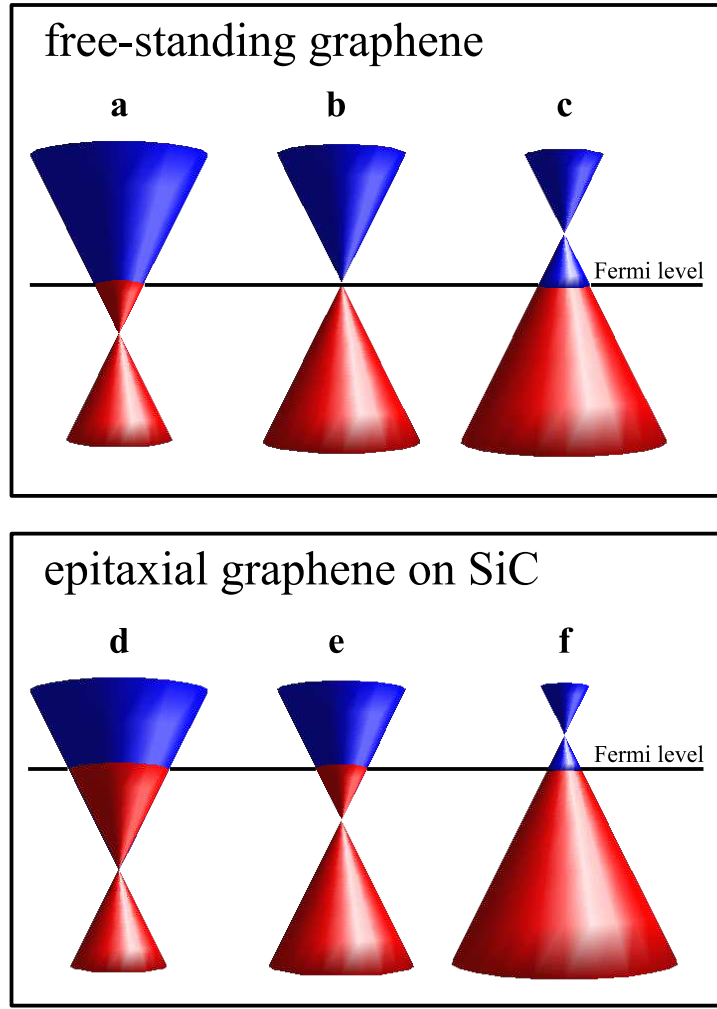 free-standing graphene
a b c
Fermi level
epitaxial graphene on SiC
d e f
Fermi level